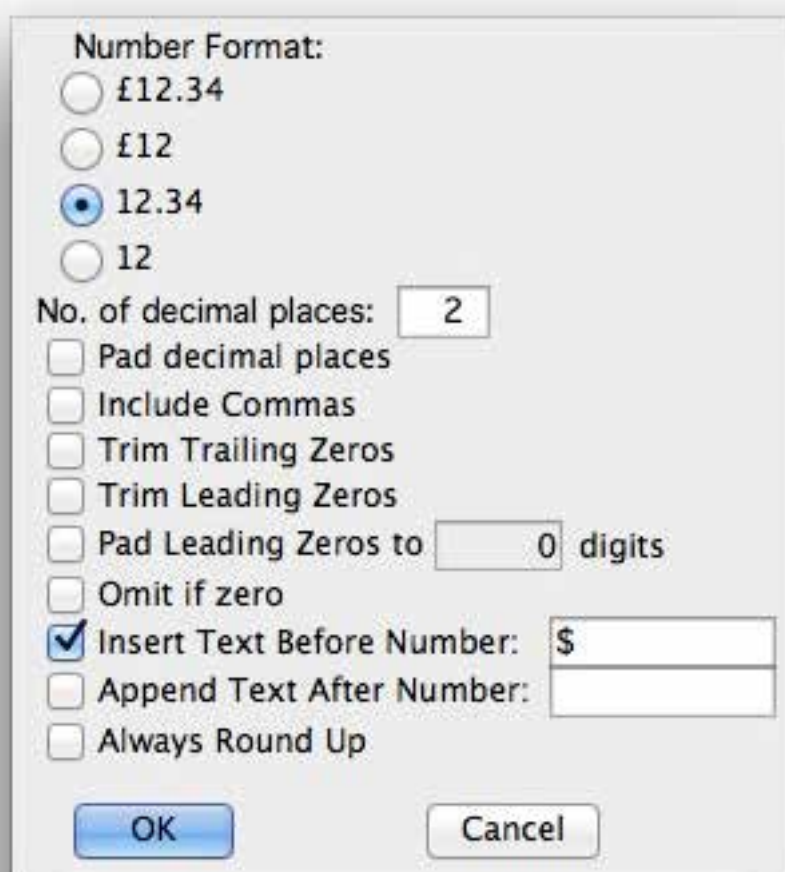 Number Format:
£12.34
£12
12.34
12
No. of decimal places: 2
Pad decimal places
Include Commas
Trim Trailing Zeros
Trim Leading Zeros
Pad Leading Zeros to 0 digits
Omit if zero
Insert Text Before Number: $
Append Text After Number:
Always Round Up
OK Cancel